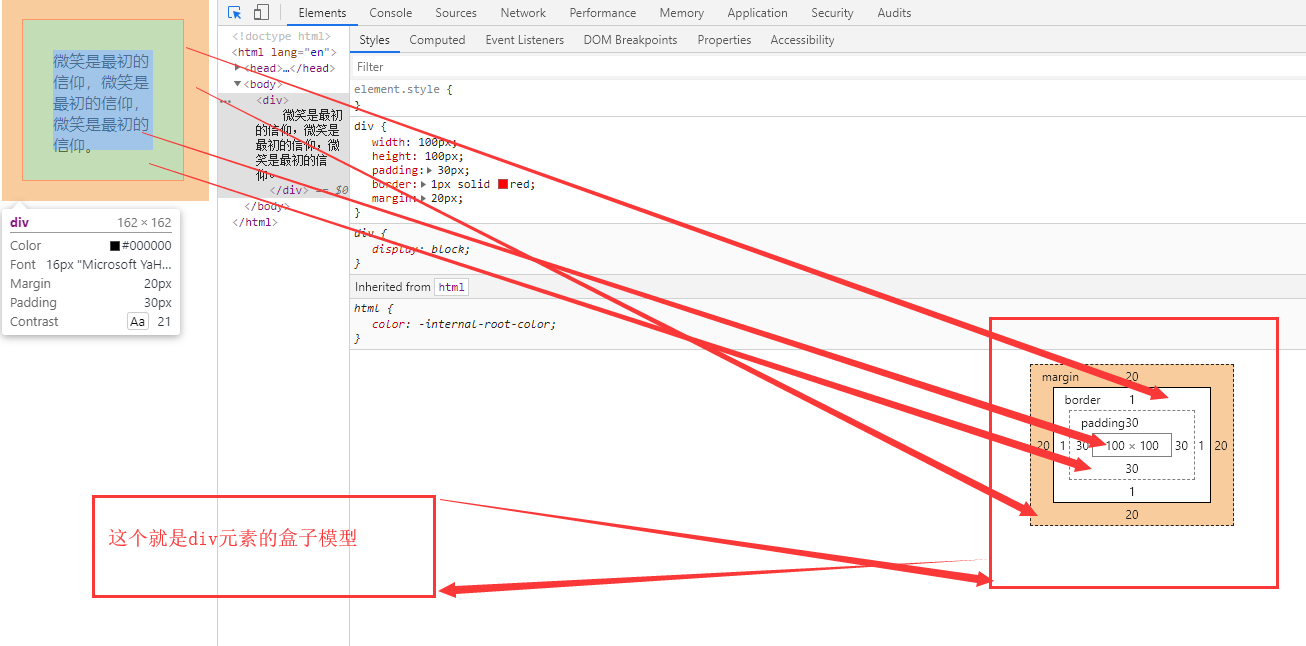 微笑是最初的
信仰，微笑是
最初的信仰，
微笑是最初的
信仰。
div 162 × 162
Color #000000
Font 16px "Microsoft YaH...
Margin 20px
Padding 30px
Contrast Aa 21
Elements Console Sources Network Performance Memory Application Security Audits
<!doctype html>
<html lang="en">
<head>…</head>
<body>
<div>
微笑是最初
的信仰，微笑是
最初的信仰，微
笑是最初的信
仰。
</div> == $0
</body>
</html>
Styles Computed Event Listeners DOM Breakpoints Properties Accessibility
Filter
element.style {
}
div {
width: 100px;
height: 100px;
padding: 30px;
border: 1px solid red;
margin: 20px;
}
div {
display: block;
}
Inherited from html
html {
color: -internal-root-color;
}
margin 20
border 1
padding30
20 1 30 100 × 100 30 1 20
30
1
20
这个就是div元素的盒子模型